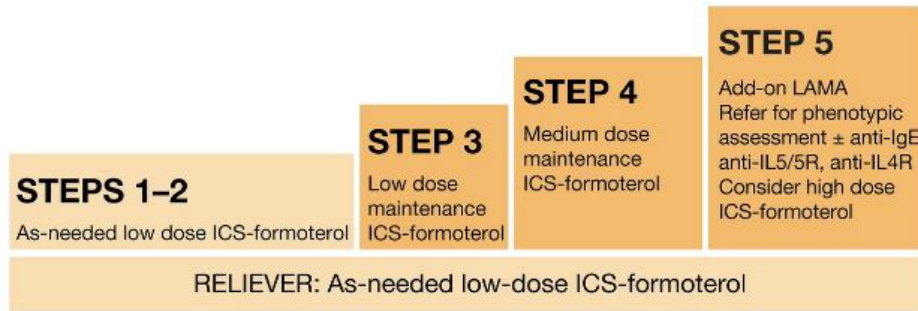 STEPS 1–2
As-needed low dose ICS-formoterol
STEP 3
Low dose
maintenance
ICS-formoterol
STEP 4
Medium dose
maintenance
ICS-formoterol
STEP 5
Add-on LAMA
Refer for phenotypic
assessment ± anti-IgE
anti-IL5/5R, anti-IL4R
Consider high dose
ICS-formoterol
RELIEVER: As-needed low-dose ICS-formoterol